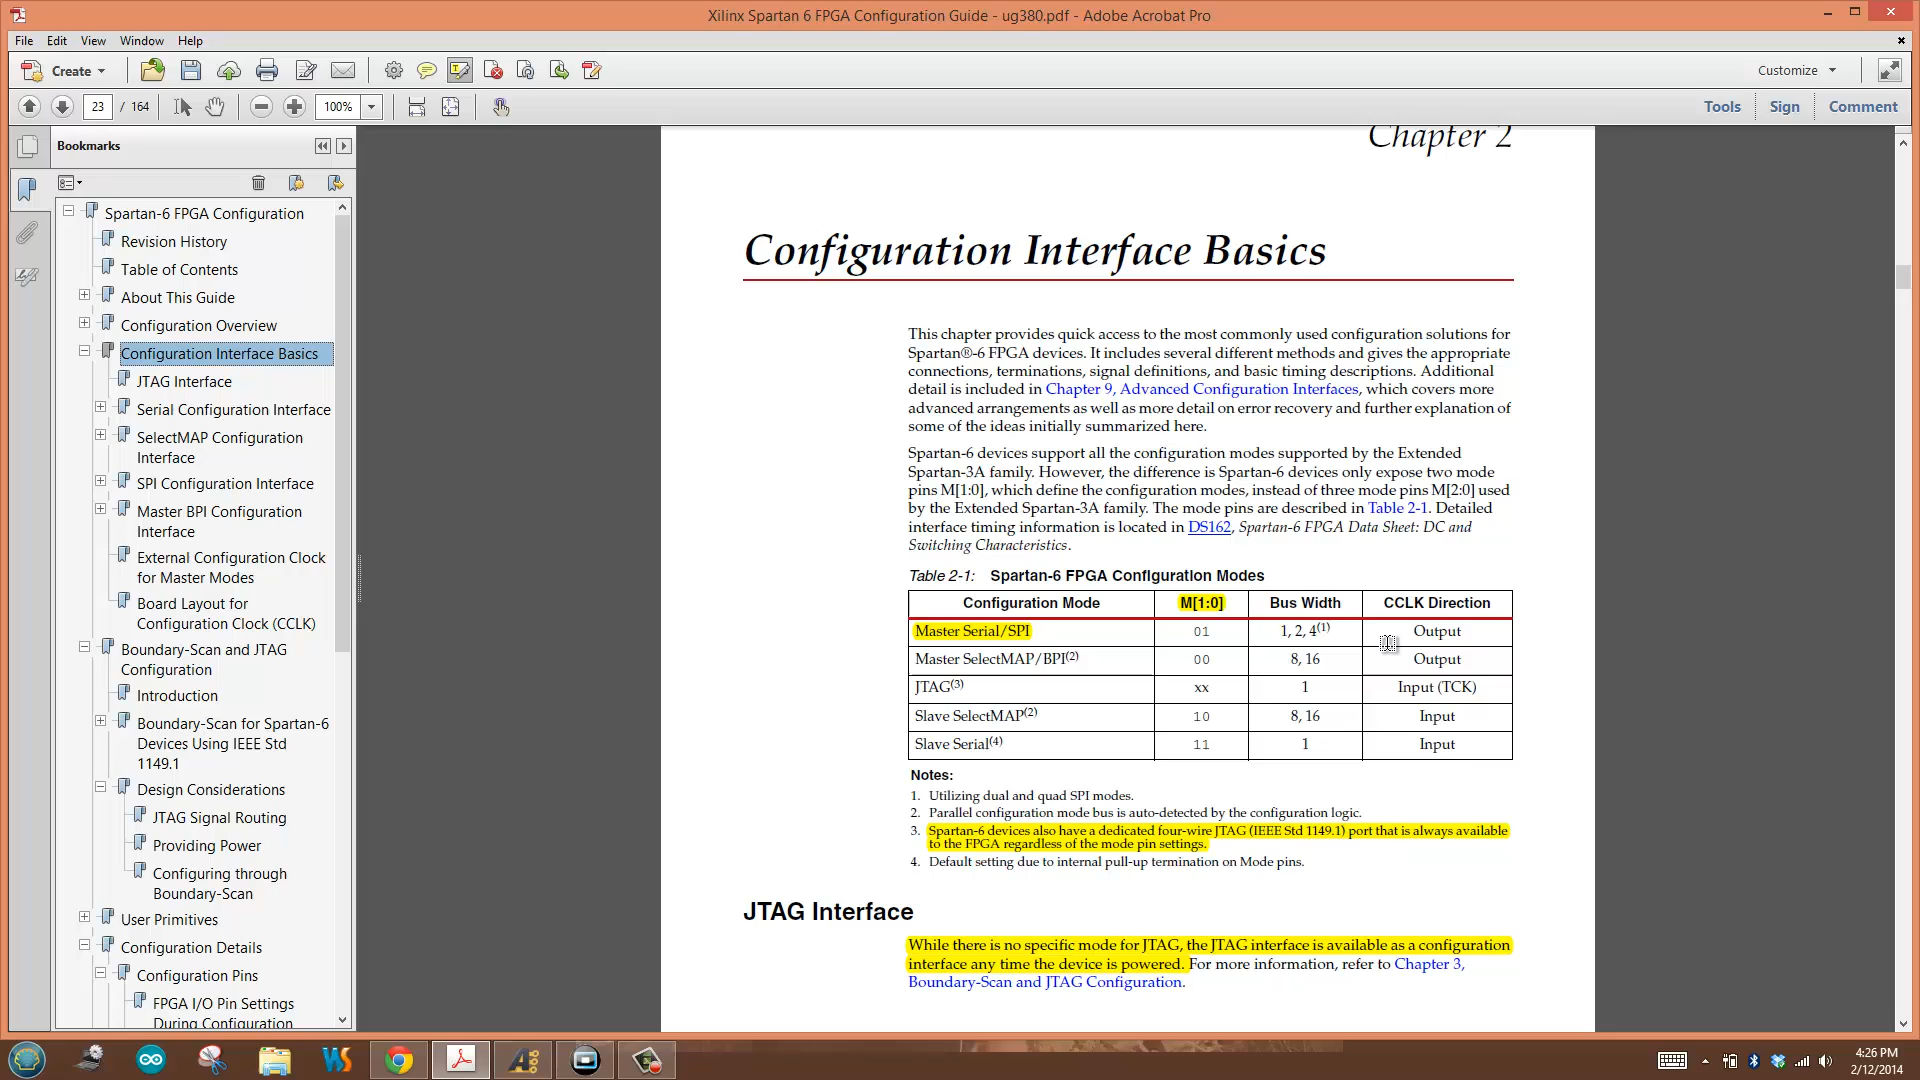 Xilinx Spartan 6 FPGA Configuration Guide - ug380.pdf - Adobe Acrobat Pro
File Edit View Window Help
Create
Customize
23 / 164
100%
Tools Sign Comment
Bookmarks
Spartan-6 FPGA Configuration
Revision History
Table of Contents
About This Guide
Configuration Overview
Configuration Interface Basics
JTAG Interface
Serial Configuration Interface
SelectMAP Configuration
Interface
SPI Configuration Interface
Master BPI Configuration
Interface
External Configuration Clock
for Master Modes
Board Layout for
Configuration Clock (CCLK)
Boundary-Scan and JTAG
Configuration
Introduction
Boundary-Scan for Spartan-6
Devices Using IEEE Std
1149.1
Design Considerations
JTAG Signal Routing
Providing Power
Configuring through
Boundary-Scan
User Primitives
Configuration Details
Configuration Pins
FPGA I/O Pin Settings
During Configuration
Chapter 2
Configuration Interface Basics
This chapter provides quick access to the most commonly used configuration solutions for
Spartan®-6 FPGA devices. It includes several different methods and gives the appropriate
connections, terminations, signal definitions, and basic timing descriptions. Additional
detail is included in Chapter 9, Advanced Configuration Interfaces, which covers more
advanced arrangements as well as more detail on error recovery and further explanation of
some of the ideas initially summarized here.
Spartan-6 devices support all the configuration modes supported by the Extended
Spartan-3A family. However, the difference is Spartan-6 devices only expose two mode
pins M[1:0], which define the configuration modes, instead of three mode pins M[2:0] used
by the Extended Spartan-3A family. The mode pins are described in Table 2-1. Detailed
interface timing information is located in DS162, Spartan-6 FPGA Data Sheet: DC and
Switching Characteristics.
Table 2-1: Spartan-6 FPGA Configuration Modes
Configuration Mode M[1:0] Bus Width CCLK Direction
Master Serial/SPI 01 1, 2, 4(1) Output
Master SelectMAP/BPI(2) 00 8, 16 Output
JTAG(3) xx 1 Input (TCK)
Slave SelectMAP(2) 10 8, 16 Input
Slave Serial(4) 11 1 Input
Notes:
1. Utilizing dual and quad SPI modes.
2. Parallel configuration mode bus is auto-detected by the configuration logic.
3. Spartan-6 devices also have a dedicated four-wire JTAG (IEEE Std 1149.1) port that is always available
to the FPGA regardless of the mode pin settings.
4. Default setting due to internal pull-up termination on Mode pins.
JTAG Interface
While there is no specific mode for JTAG, the JTAG interface is available as a configuration
interface any time the device is powered. For more information, refer to Chapter 3,
Boundary-Scan and JTAG Configuration.
4:26 PM
2/12/2014